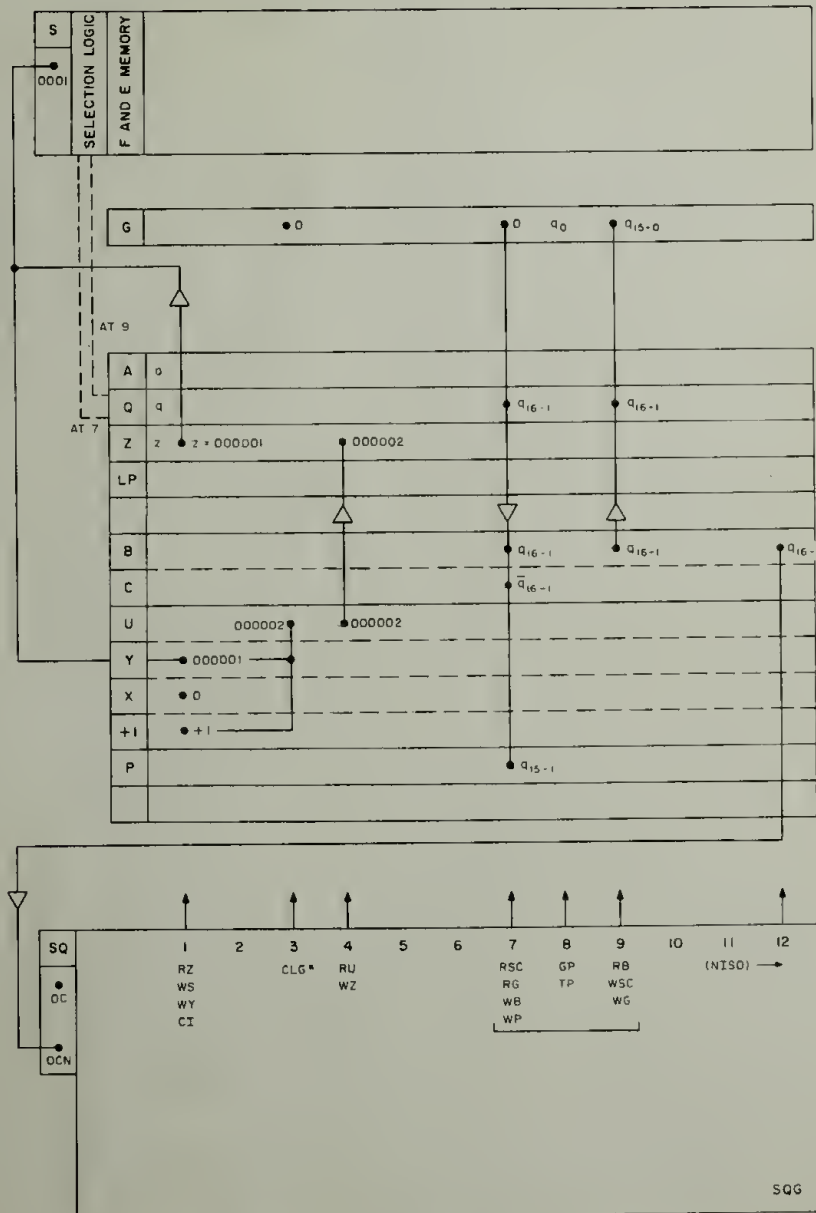 S
SELECTION LOGIC
F AND E MEMORY
0001
G
0
0
q0
q15-0
AT 9
AT 7
A
a
Q
q
q16-1
q16-1
Z
z
z = 000001
000002
LP
B
q16-1
q16-1
q16-
C
q̅16-1
U
000002
000002
Y
000001
X
0
+1
+1
P
q15-1
SQ
1 2 3 4 5 6 7 8 9 10 11 12
OC
OCN
RZ
WS
WY
CI
CLG*
RU
WZ
RSC
RG
WB
WP
GP
TP
RB
WSC
WG
(NISQ)
SQG